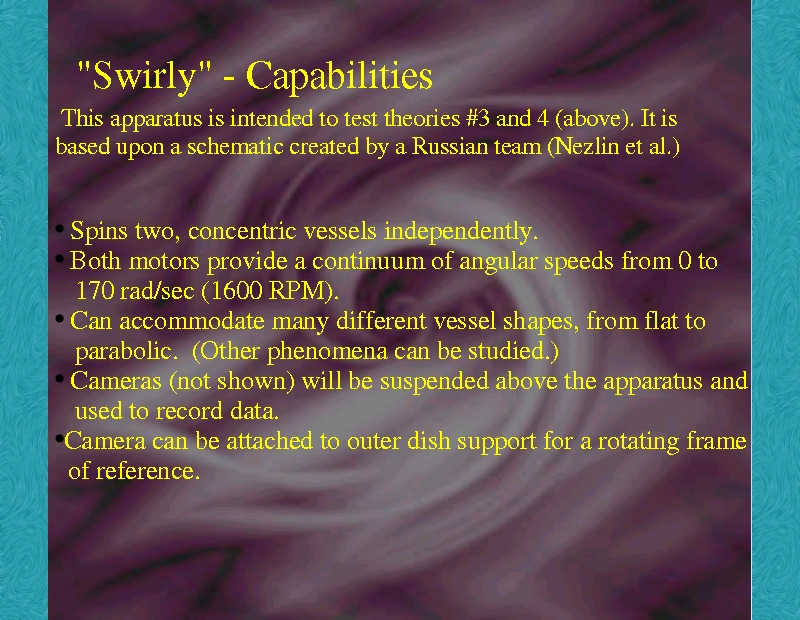 "Swirly" - Capabilities
This apparatus is intended to test theories #3 and 4 (above). It is
based upon a schematic created by a Russian team (Nezlin et al.)
• Spins two, concentric vessels independently.
• Both motors provide a continuum of angular speeds from 0 to
170 rad/sec (1600 RPM).
• Can accommodate many different vessel shapes, from flat to
parabolic. (Other phenomena can be studied.)
• Cameras (not shown) will be suspended above the apparatus and
used to record data.
•Camera can be attached to outer dish support for a rotating frame
of reference.